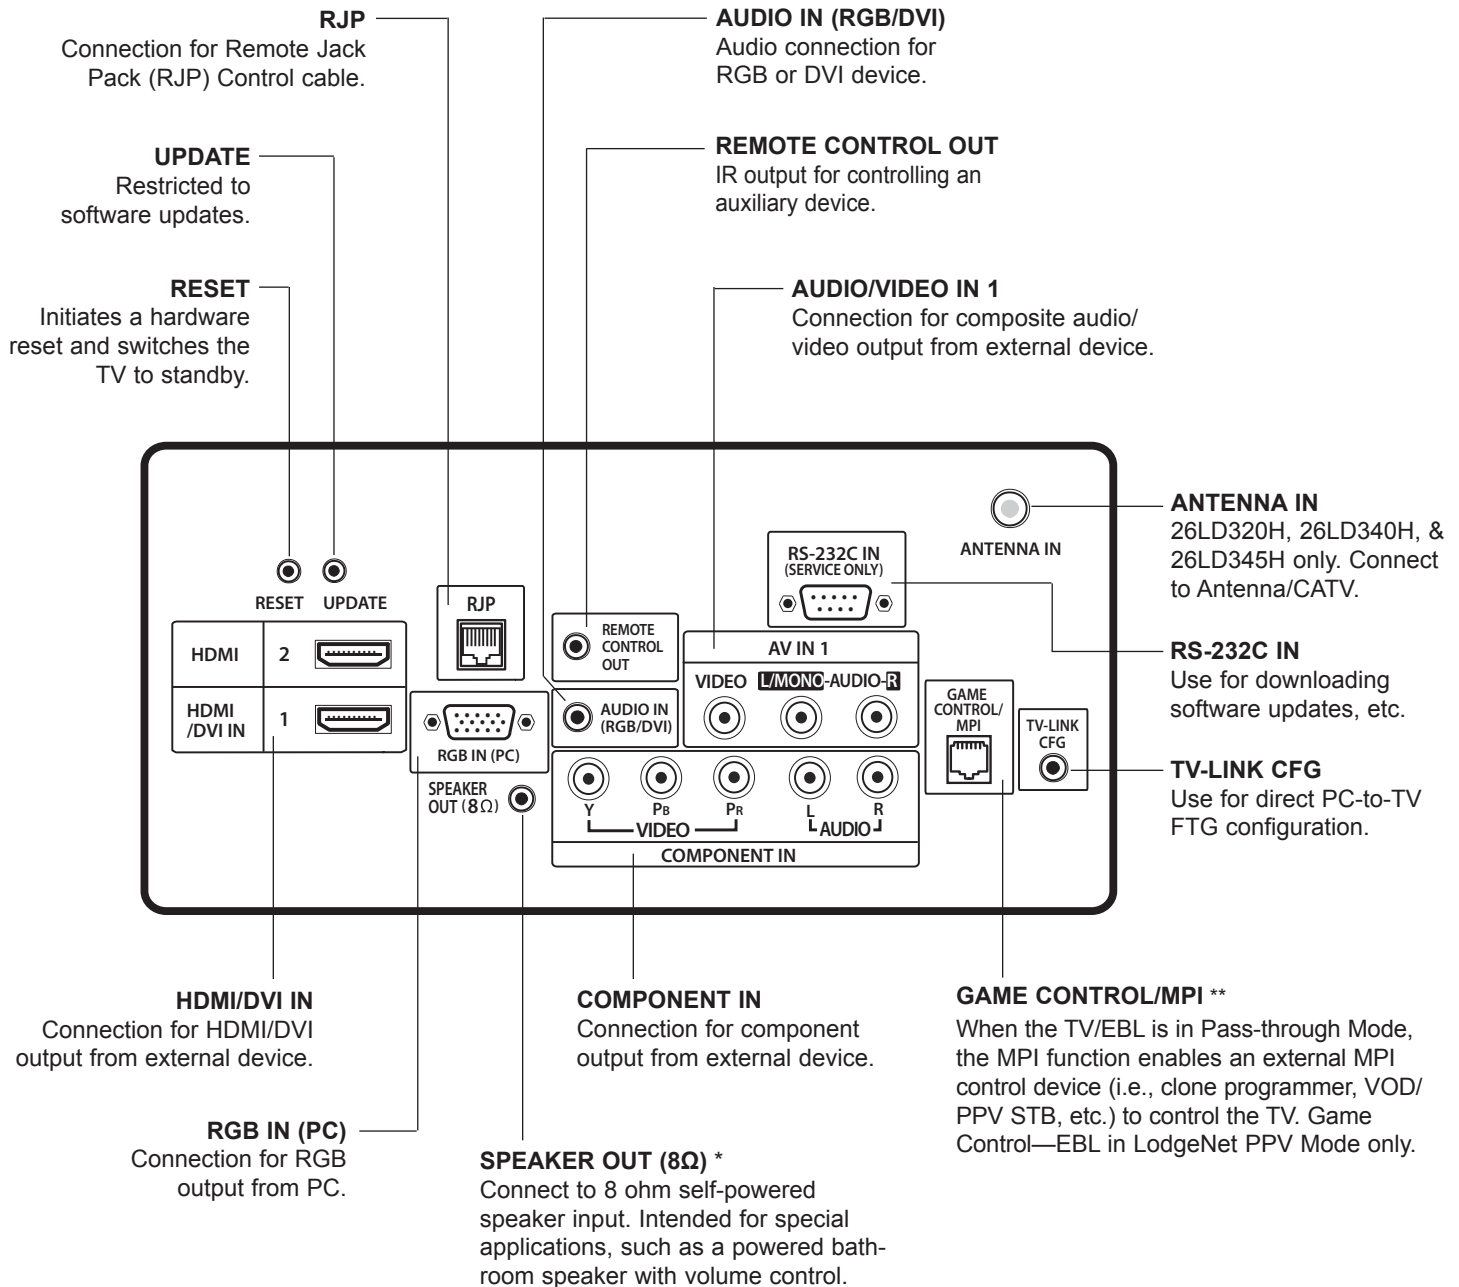 RJP
Connection for Remote Jack
Pack (RJP) Control cable.
AUDIO IN (RGB/DVI)
Audio connection for
RGB or DVI device.
UPDATE
Restricted to
software updates.
REMOTE CONTROL OUT
IR output for controlling an
auxiliary device.
RESET
Initiates a hardware
reset and switches the
TV to standby.
AUDIO/VIDEO IN 1
Connection for composite audio/
video output from external device.
ANTENNA IN
26LD320H, 26LD340H, &
26LD345H only. Connect
to Antenna/CATV.
RS-232C IN
Use for downloading
software updates, etc.
TV-LINK CFG
Use for direct PC-to-TV
FTG configuration.
RESET UPDATE
HDMI 2
HDMI
/DVI IN
1
RJP
RGB IN (PC)
SPEAKER
OUT (8Ω)
REMOTE
CONTROL
OUT
AUDIO IN
(RGB/DVI)
RS-232C IN
(SERVICE ONLY)
ANTENNA IN
AV IN 1
VIDEO L/MONO-AUDIO-R
GAME
CONTROL/
MPI
TV-LINK
CFG
Y PB PR L R
VIDEO AUDIO
COMPONENT IN
HDMI/DVI IN
Connection for HDMI/DVI
output from external device.
COMPONENT IN
Connection for component
output from external device.
GAME CONTROL/MPI **
When the TV/EBL is in Pass-through Mode,
the MPI function enables an external MPI
control device (i.e., clone programmer, VOD/
PPV STB, etc.) to control the TV. Game
Control—EBL in LodgeNet PPV Mode only.
RGB IN (PC)
Connection for RGB
output from PC.
SPEAKER OUT (8Ω) *
Connect to 8 ohm self-powered
speaker input. Intended for special
applications, such as a powered bath-
room speaker with volume control.